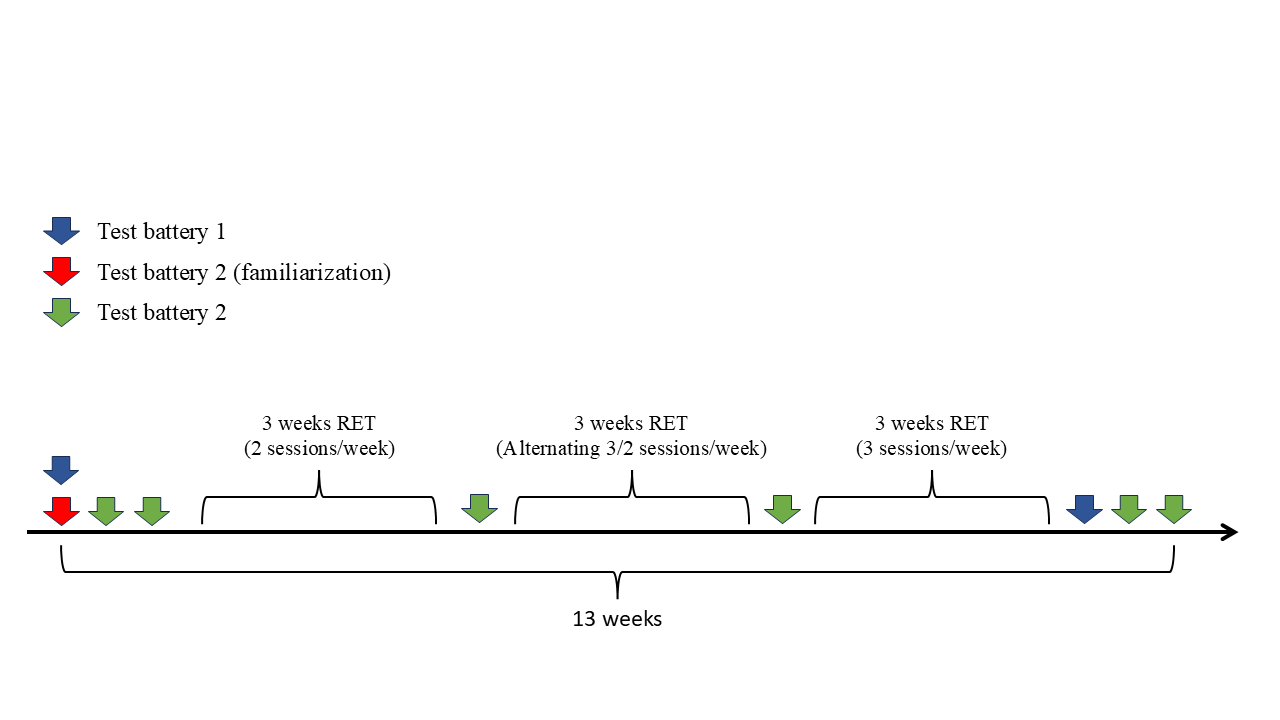 Test battery 1
Test battery 2 (familiarization)
Test battery 2
3 weeks RET
(2 sessions/week)
3 weeks RET
(Alternating 3/2 sessions/week)
3 weeks RET
(3 sessions/week)
13 weeks